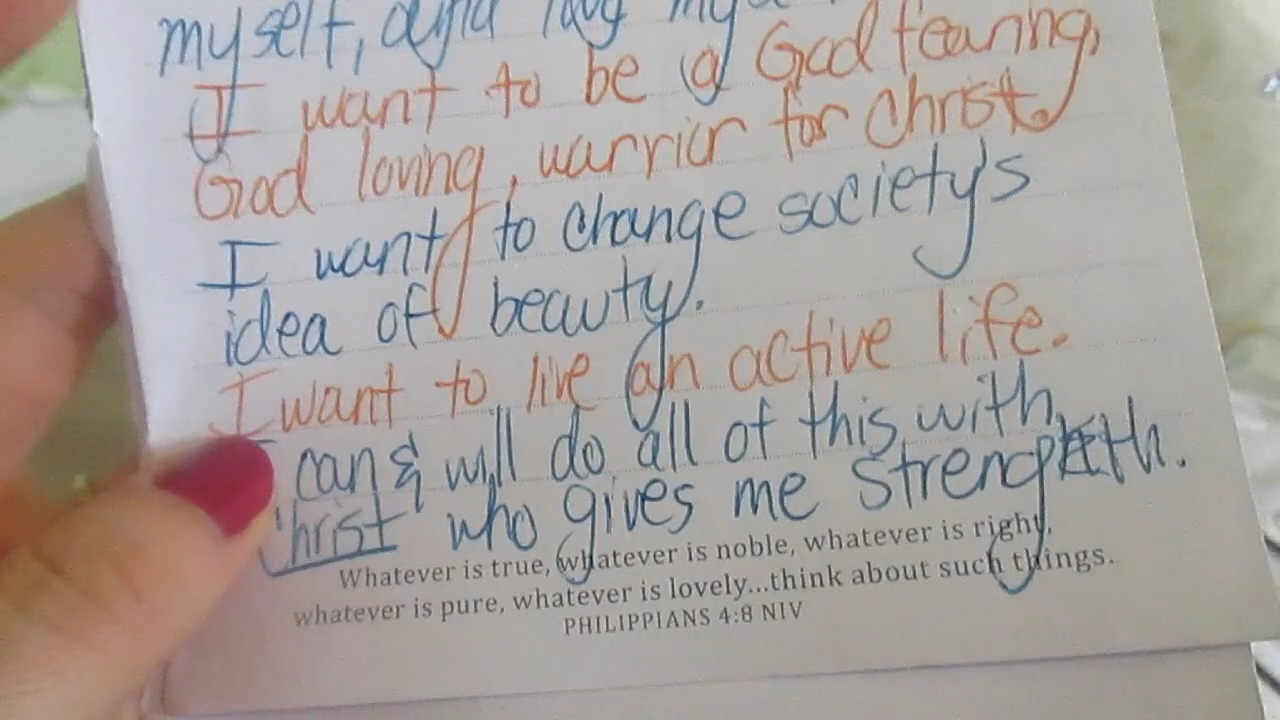 myself, and love my
I want to be a God fearing,
God loving, warrior for Christ.
I want to change society's
idea of beauty.
I want to live an active life.
I can & will do all of this with
Christ who gives me strength.
Whatever is true, whatever is noble, whatever is right,
whatever is pure, whatever is lovely...think about such things.
PHILIPPIANS 4:8 NIV